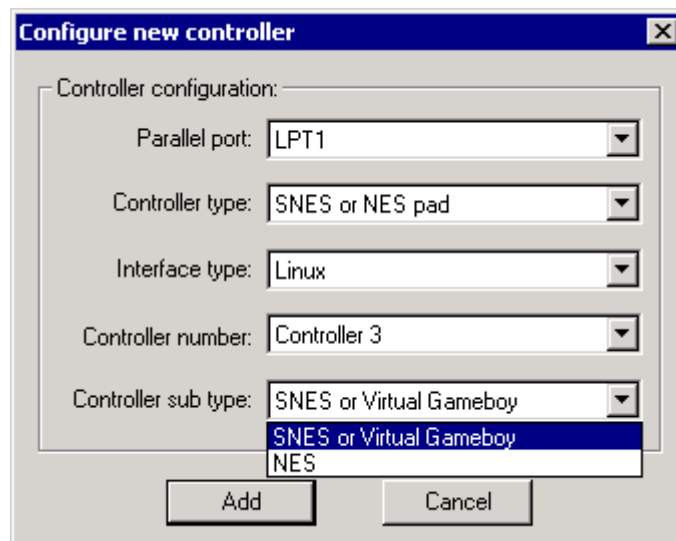 Configure new controller
Controller configuration:
Parallel port: LPT1
Controller type: SNES or NES pad
Interface type: Linux
Controller number: Controller 3
Controller sub type: SNES or Virtual Gameboy
SNES or Virtual Gameboy
NES
Add Cancel